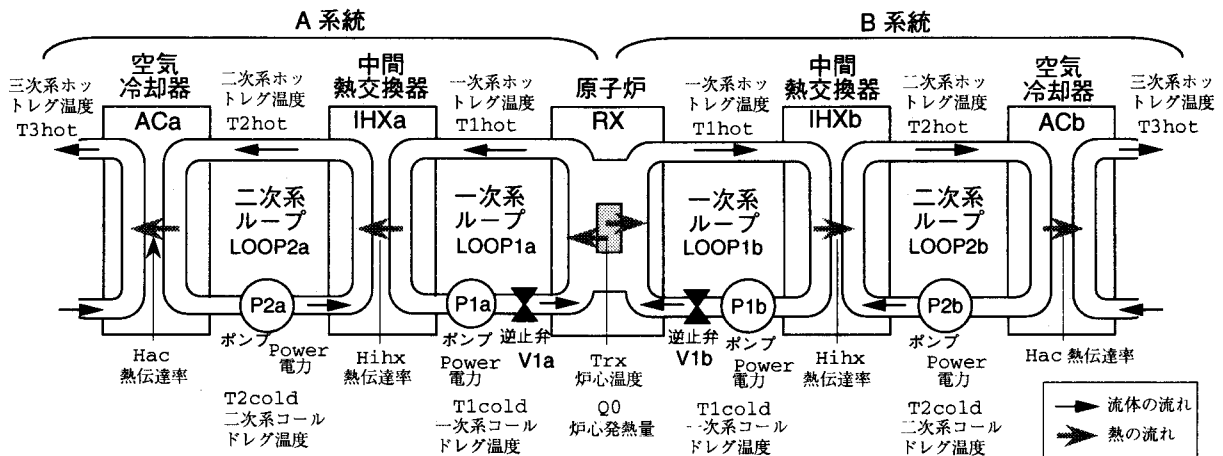 A 系統
B 系統
三次系ホッ
トレグ温度
T3hot
空気
冷却器
ACa
二次系ホッ
トレグ温度
T2hot
中間
熱交換器
IHXa
一次系ホッ
トレグ温度
T1hot
原子炉
RX
一次系ホッ
トレグ温度
T1hot
中間
熱交換器
IHXb
二次系ホッ
トレグ温度
T2hot
空気
冷却器
ACb
三次系ホッ
トレグ温度
T3hot
二次系
ループ
LOOP2a
一次系
ループ
LOOP1a
一次系
ループ
LOOP1b
二次系
ループ
LOOP2b
P2a
P1a
P1b
P2b
Hac
熱伝達率
ポンプ
Power
電力
T2cold
二次系コール
ドレグ温度
Hihx
熱伝達率
ポンプ
Power
電力
逆止弁
V1a
T1cold
一次系コール
ドレグ温度
Trx
炉心温度
Q0
炉心発熱量
逆止弁
V1b
ポンプ
Power
電力
T1cold
一次系コール
ドレグ温度
Hihx
熱伝達率
ポンプ
Power
電力
T2cold
二次系コール
ドレグ温度
Hac 熱伝達率
流体の流れ
熱の流れ